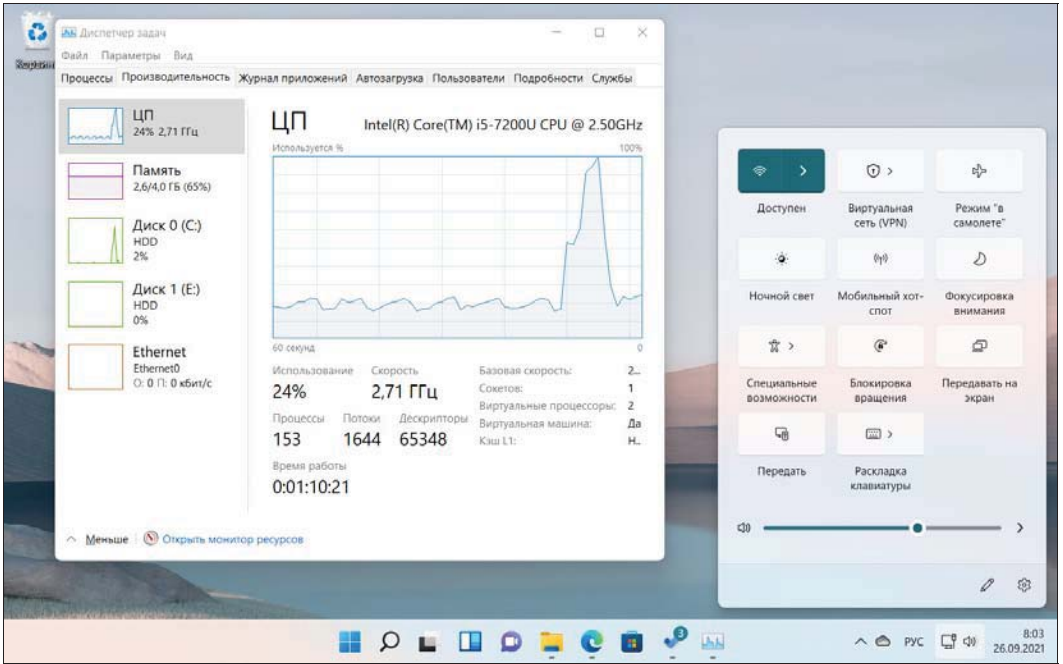 Корзина
Диспетчер задач
Файл Параметры Вид
Процессы Производительность Журнал приложений Автозагрузка Пользователи Подробности Службы
ЦП
24% 2,71 ГГц
Память
2,6/4,0 ГБ (65%)
Диск 0 (C:)
HDD
2%
Диск 1 (E:)
HDD
0%
Ethernet
Ethernet0
О: 0 П: 0 кбит/с
ЦП Intel(R) Core(TM) i5-7200U CPU @ 2.50GHz
Используется % 100%
60 секунд 0
Использование Скорость
24% 2,71 ГГц
Процессы Потоки Дескрипторы
153 1644 65348
Время работы
0:01:10:21
Базовая скорость: 2...
Сокетов: 1
Виртуальные процессоры: 2
Виртуальная машина: Да
Кэш L1: Н...
Меньше Открыть монитор ресурсов
Доступен
Виртуальная
сеть (VPN)
Режим "в
самолете"
Ночной свет
Мобильный хот-
спот
Фокусировка
внимания
Специальные
возможности
Блокировка
вращения
Передавать на
экран
Передать
Раскладка
клавиатуры
3
РУС
8:03
26.09.2021